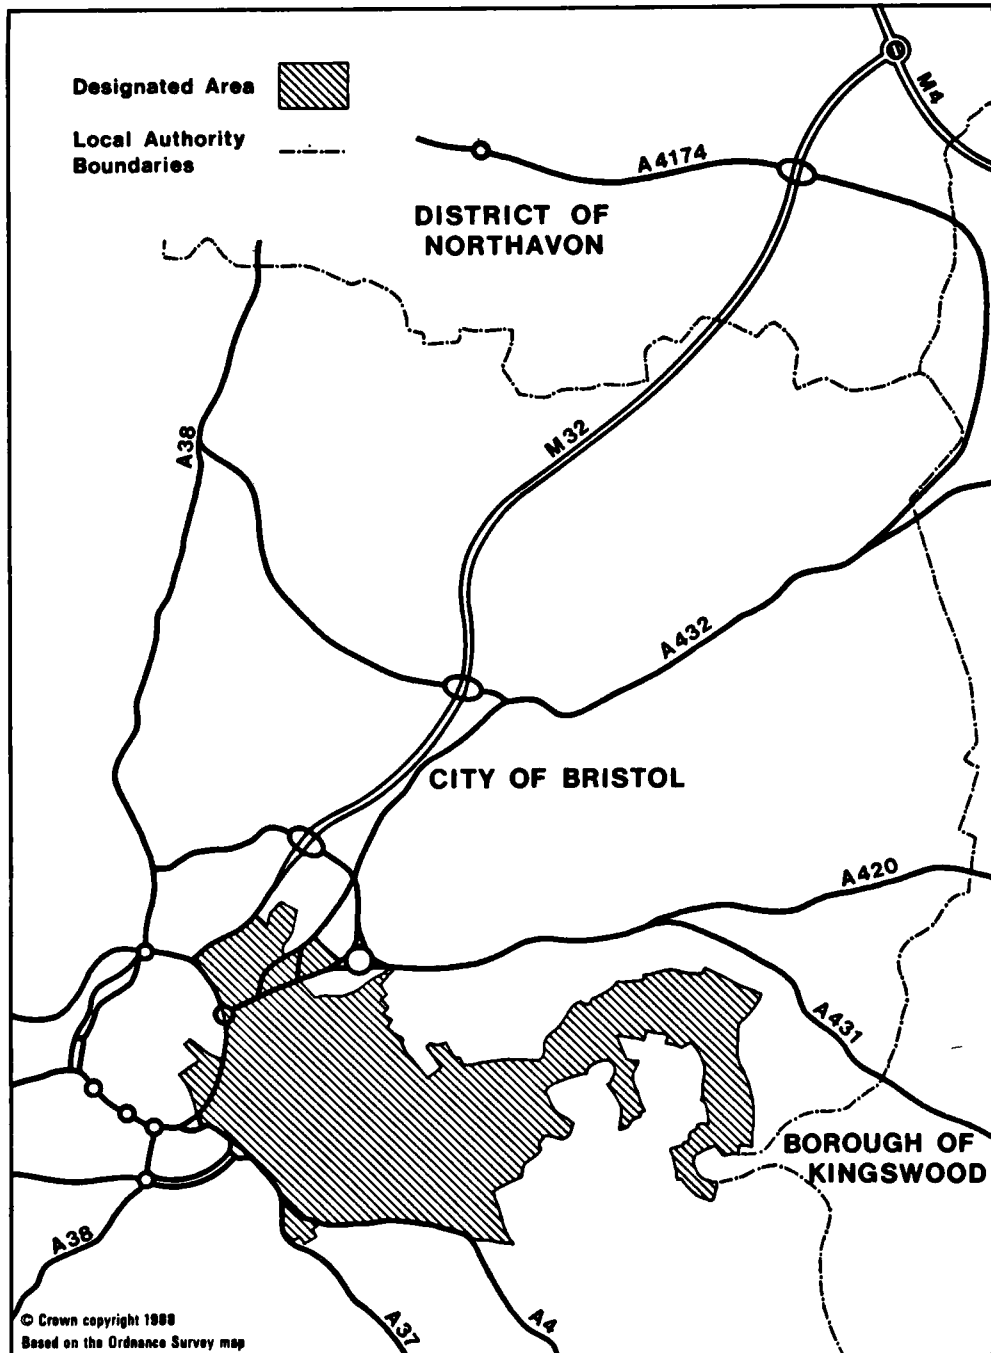 Designated Area
Local Authority
Boundaries
M4
A4174
DISTRICT OF
NORTHAVON
A38
M32
A432
CITY OF BRISTOL
A420
A431
BOROUGH OF
KINGSWOOD
A38
A37
A4
© Crown copyright 1988
Based on the Ordnance Survey map